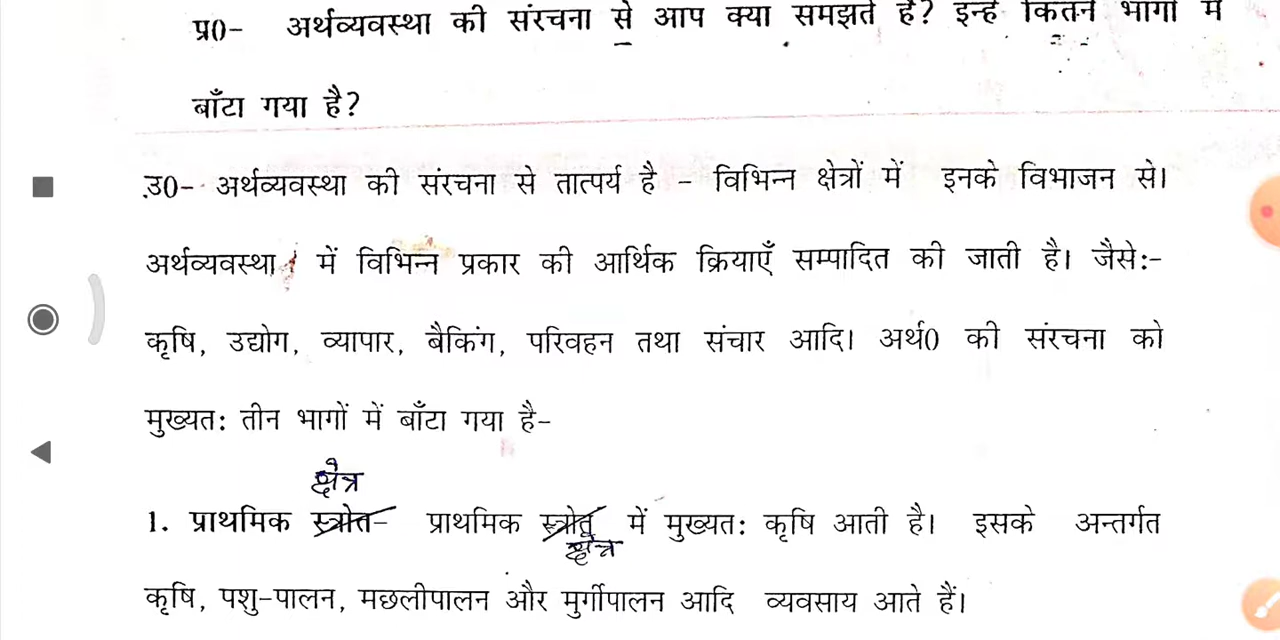 प्र0- अर्थव्यवस्था की संरचना से आप क्या समझते हैं? इन्हें कितने भागों में
बाँटा गया है?
उ0- अर्थव्यवस्था की संरचना से तात्पर्य है - विभिन्न क्षेत्रों में इनके विभाजन से।
अर्थव्यवस्था में विभिन्न प्रकार की आर्थिक क्रियाएँ सम्पादित की जाती है। जैसे:-
कृषि, उद्योग, व्यापार, बैकिंग, परिवहन तथा संचार आदि। अर्थ0 की संरचना को
मुख्यत: तीन भागों में बाँटा गया है-
क्षेत्र
1. प्राथमिक स्त्रोत- प्राथमिक स्त्रोत में मुख्यत: कृषि आती है। इसके अन्तर्गत
क्षेत्र
कृषि, पशु-पालन, मछलीपालन और मुर्गीपालन आदि व्यवसाय आते हैं।